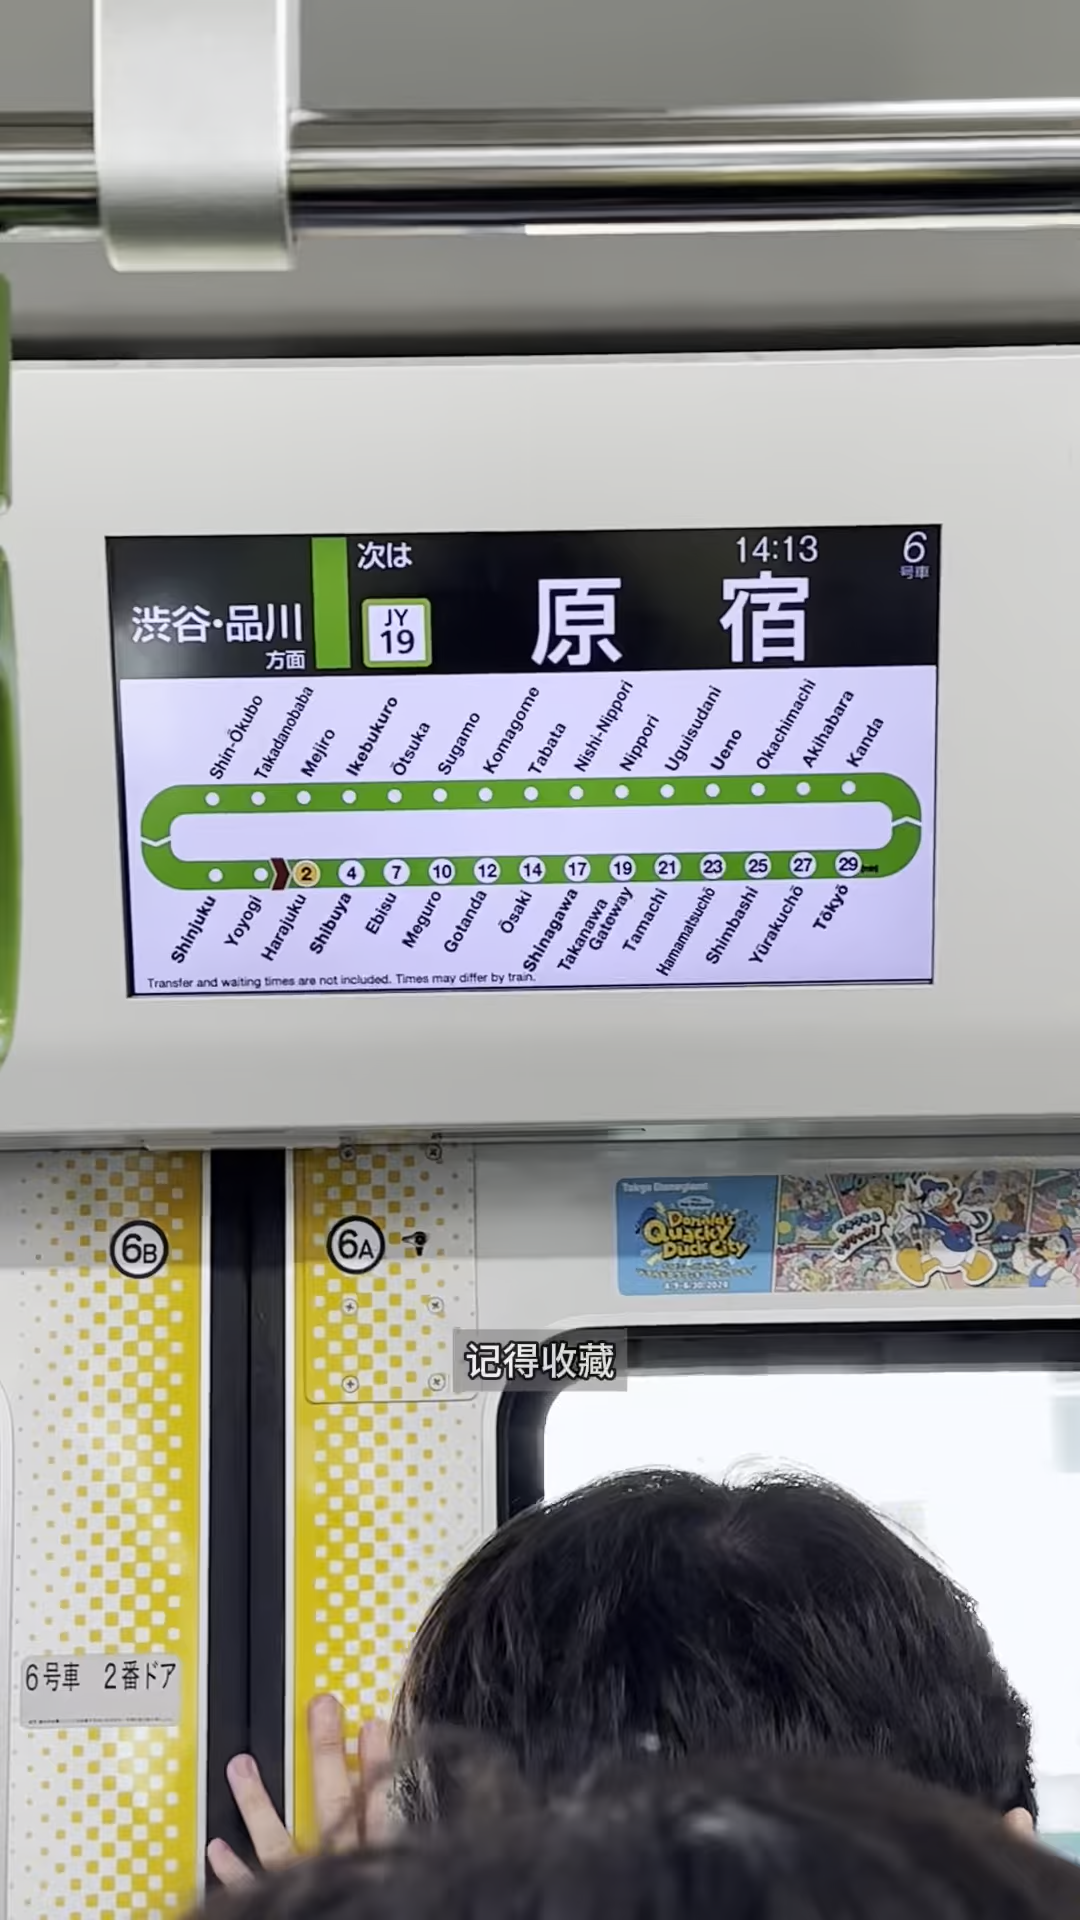 次は
14:13
6
号車
渋谷・品川
方面
JY
19
原宿
Shin-Ōkubo
Takadanobaba
Mejiro
Ikebukuro
Ōtsuka
Sugamo
Komagome
Tabata
Nishi-Nippori
Nippori
Uguisudani
Ueno
Okachimachi
Akihabara
Kanda
2 4 7 10 12 14 17 19 21 23 25 27 29
Shinjuku
Yoyogi
Harajuku
Shibuya
Ebisu
Meguro
Gotanda
Ōsaki
Shinagawa
Takanawa
Gateway
Tamachi
Hamamatsuchō
Shimbashi
Yūrakuchō
Tōkyō
Transfer and waiting times are not included. Times may differ by train.
6B
6A
Tokyo Disneyland
Donald's
Quacky
Duck City
记得收藏
6号車 2番ドア